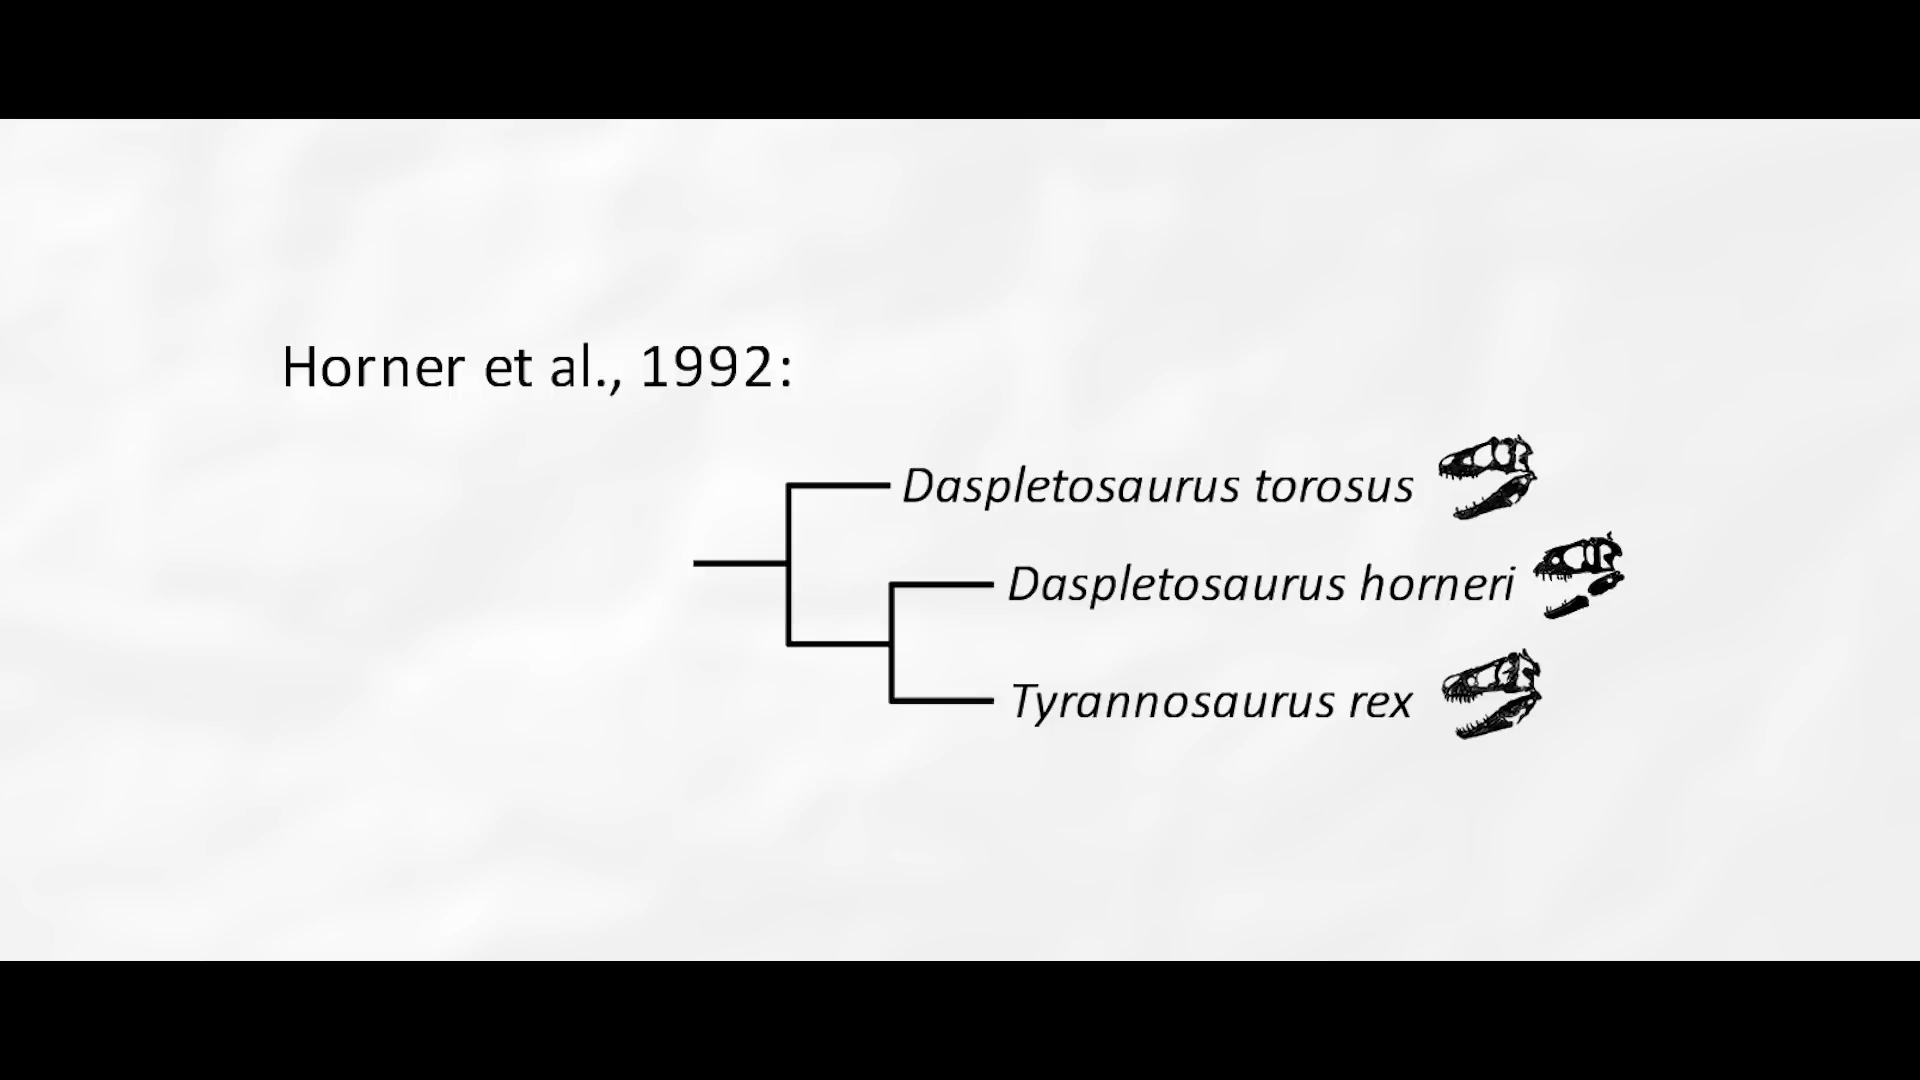 Horner et al., 1992:
Daspletosaurus torosus
Daspletosaurus horneri
Tyrannosaurus rex